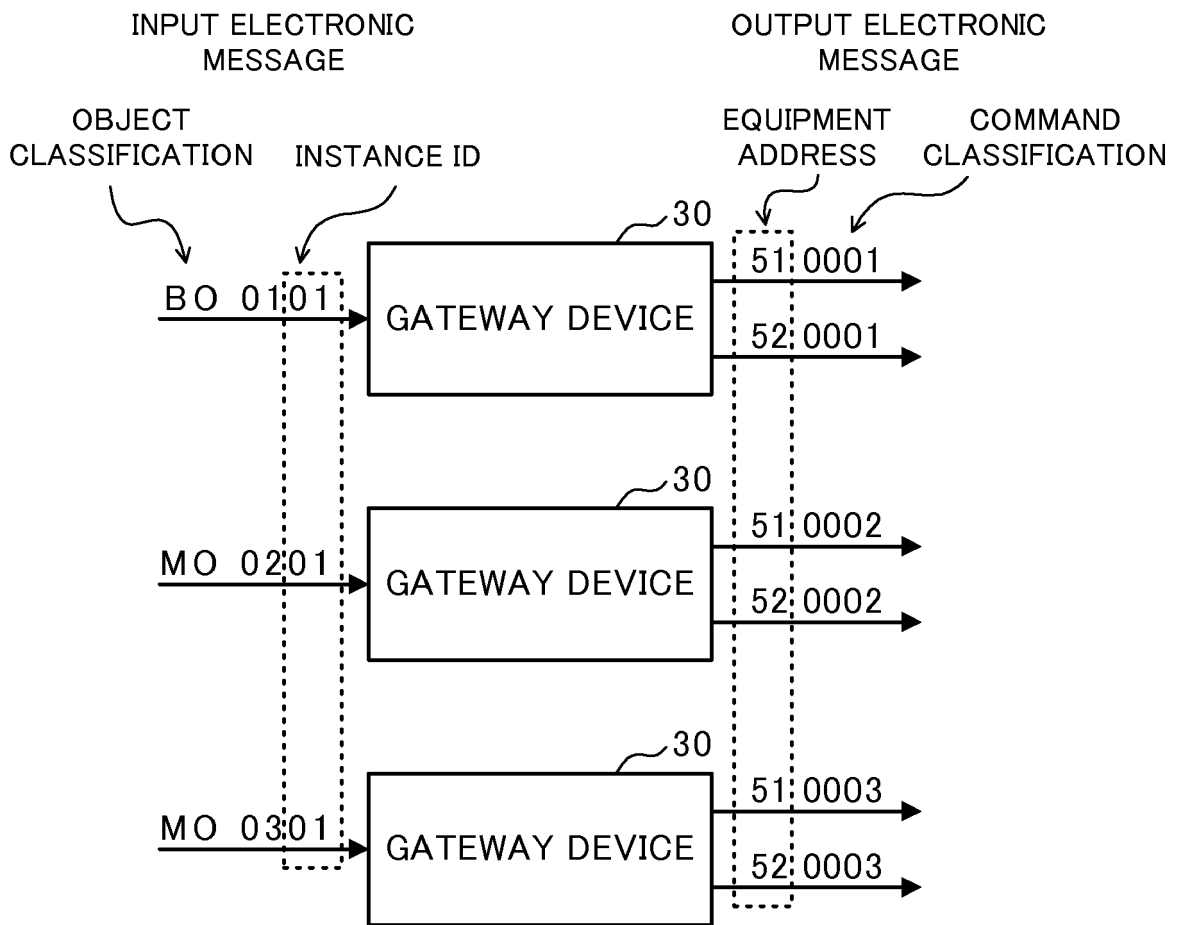 INPUT ELECTRONIC
MESSAGE
OUTPUT ELECTRONIC
MESSAGE
OBJECT
CLASSIFICATION
INSTANCE ID
EQUIPMENT
ADDRESS
COMMAND
CLASSIFICATION
30
BO 0101
GATEWAY DEVICE
51 0001
52 0001
30
MO 0201
GATEWAY DEVICE
51 0002
52 0002
30
MO 0301
GATEWAY DEVICE
51 0003
52 0003